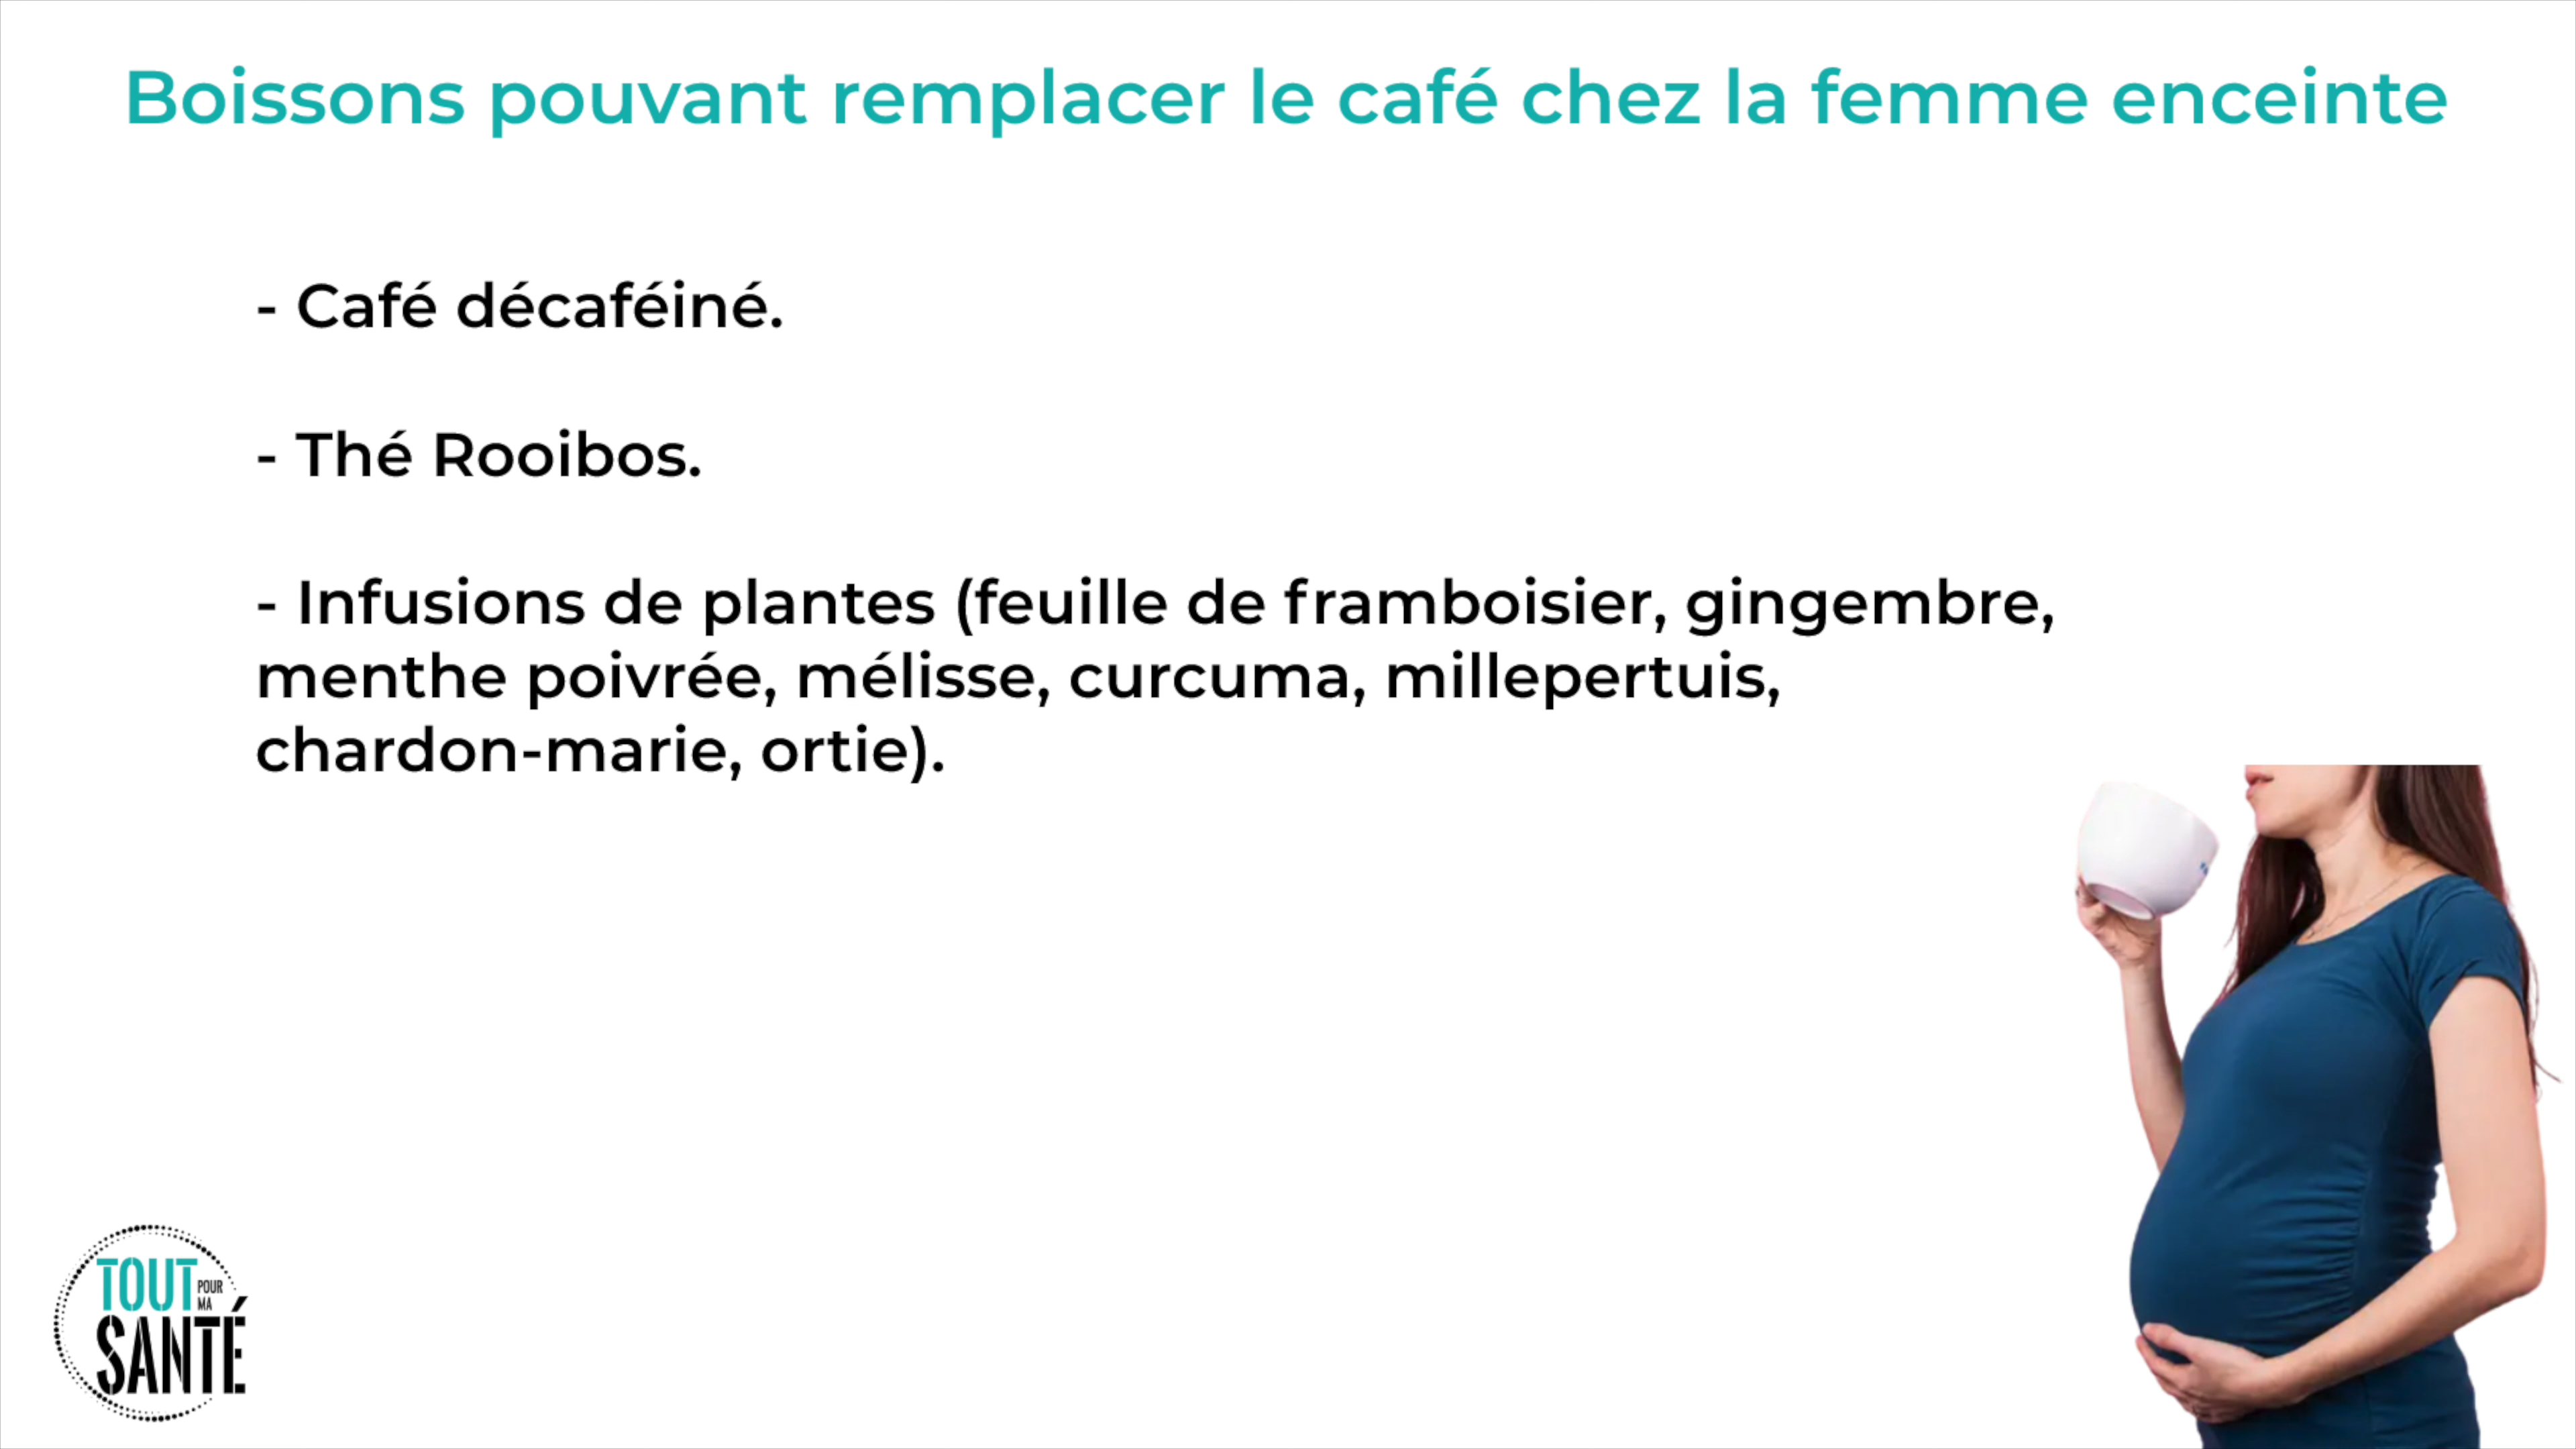 Boissons pouvant remplacer le café chez la femme enceinte
- Café décaféiné.
- Thé Rooibos.
- Infusions de plantes (feuille de framboisier, gingembre,
menthe poivrée, mélisse, curcuma, millepertuis,
chardon-marie, ortie).
TOUT
POUR
MA
SANTÉ